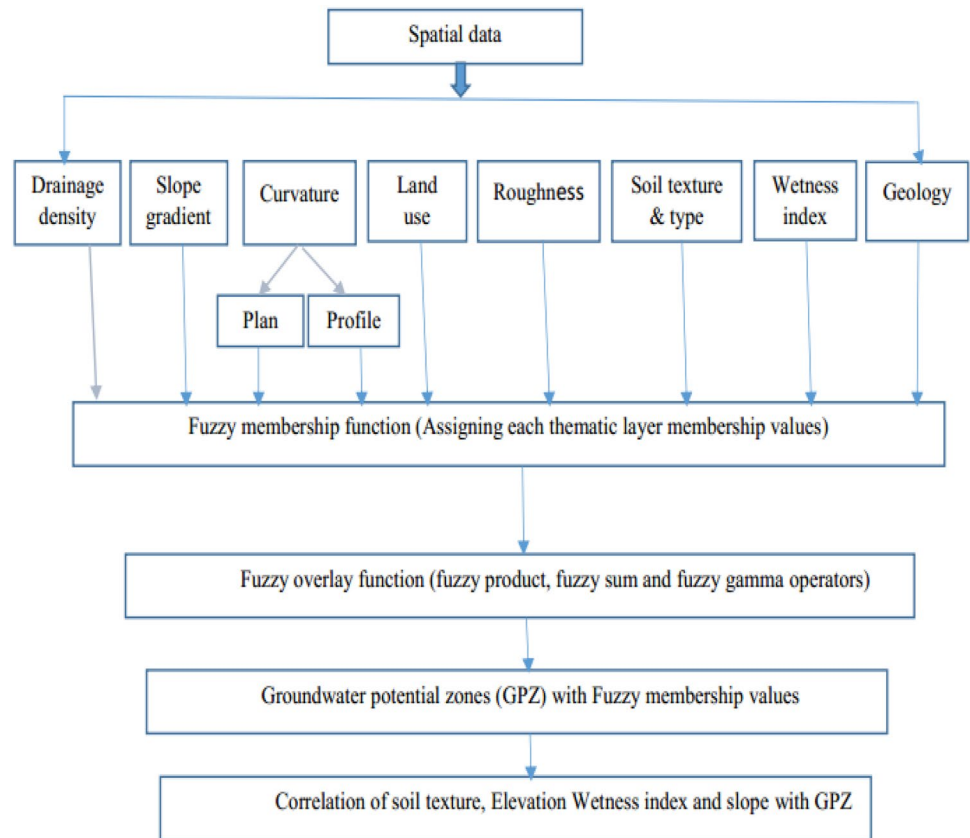 Spatial data
Drainage
density
Slope
gradient
Curvature
Land
use
Roughness
Soil texture
& type
Wetness
index
Geology
Plan
Profile
Fuzzy membership function (Assigning each thematic layer membership values)
Fuzzy overlay function (fuzzy product, fuzzy sum and fuzzy gamma operators)
Groundwater potential zones (GPZ) with Fuzzy membership values
Correlation of soil texture, Elevation Wetness index and slope with GPZ